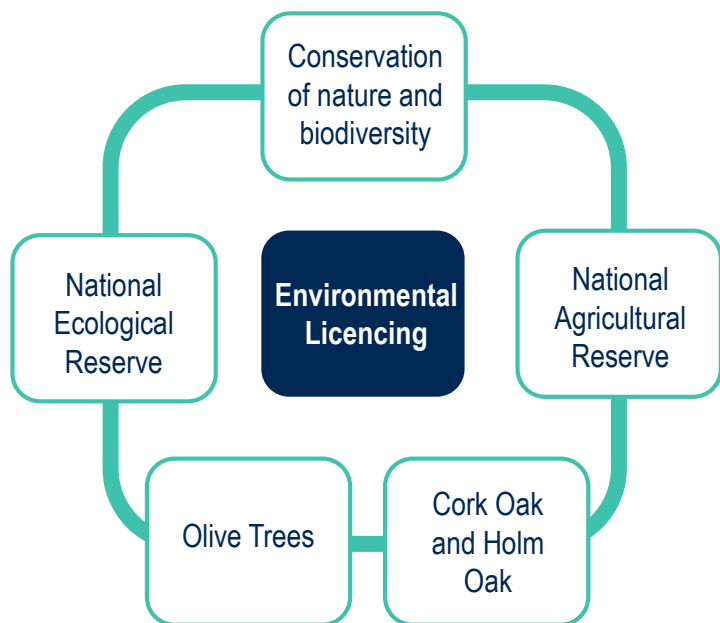 Conservation
of nature and
biodiversity
National
Ecological
Reserve
Environmental
Licencing
National
Agricultural
Reserve
Olive Trees
Cork Oak
and Holm
Oak